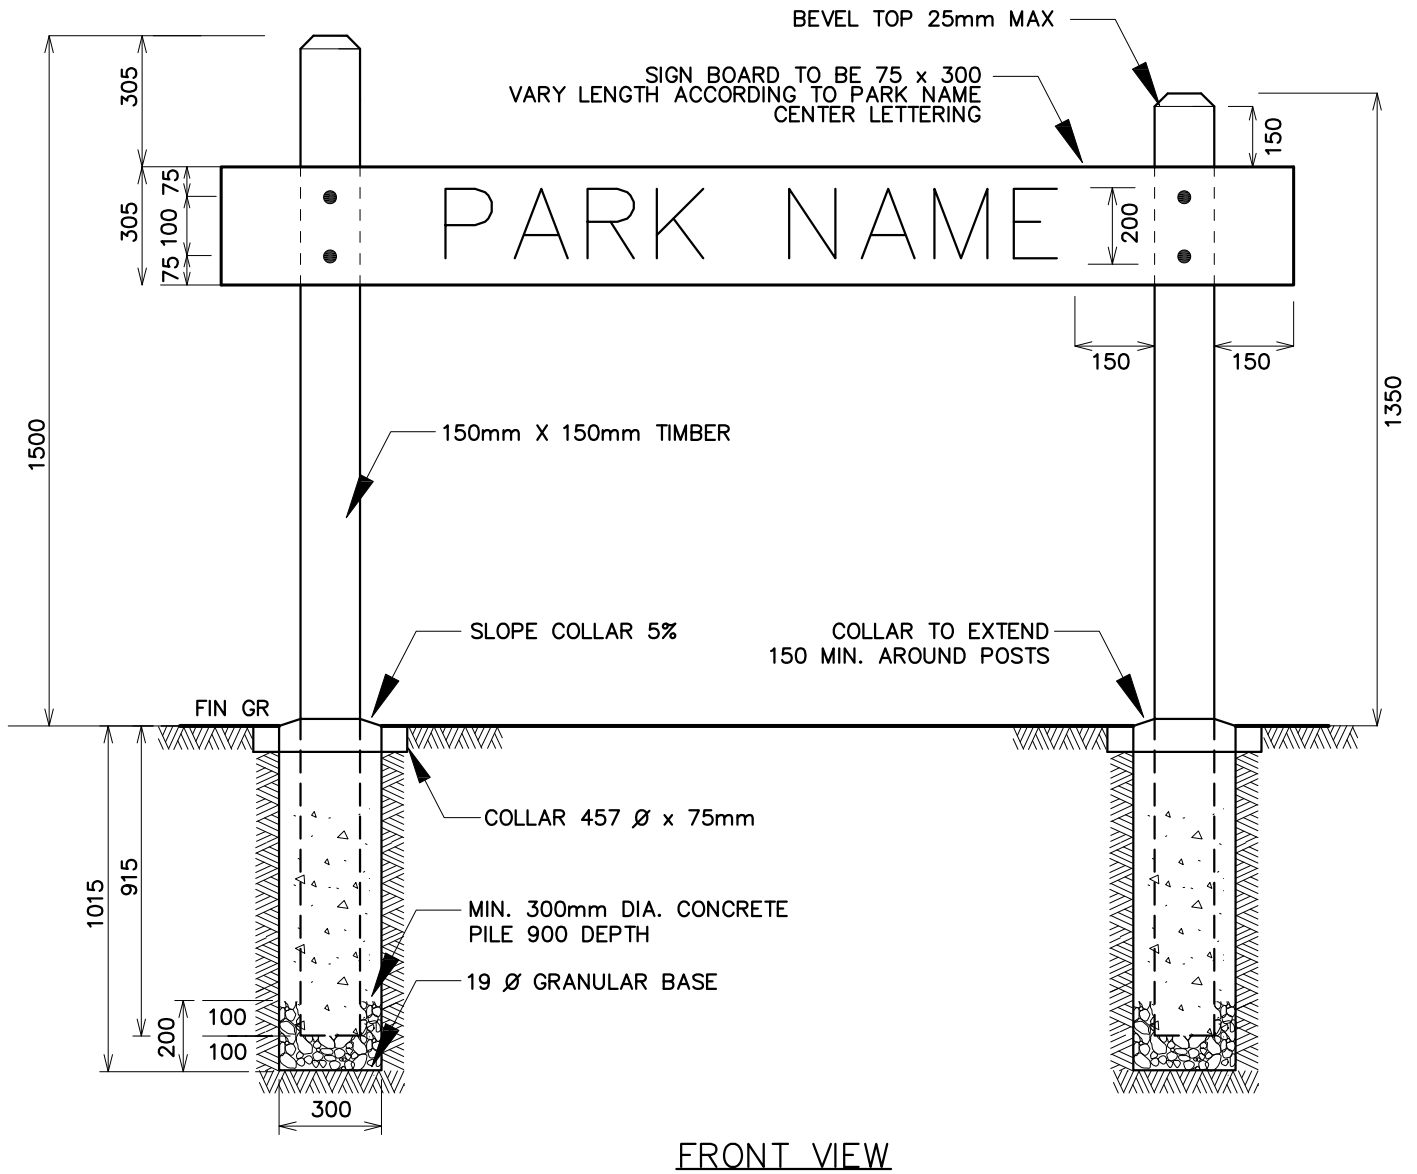 BEVEL TOP 25mm MAX
SIGN BOARD TO BE 75 x 300
VARY LENGTH ACCORDING TO PARK NAME
CENTER LETTERING
305
150
75
305
100
PARK NAME
200
75
150
150
1500
1350
150mm X 150mm TIMBER
SLOPE COLLAR 5%
COLLAR TO EXTEND
150 MIN. AROUND POSTS
FIN GR
COLLAR 457 Ø x 75mm
1015
915
MIN. 300mm DIA. CONCRETE
PILE 900 DEPTH
19 Ø GRANULAR BASE
200
100
100
300
FRONT VIEW